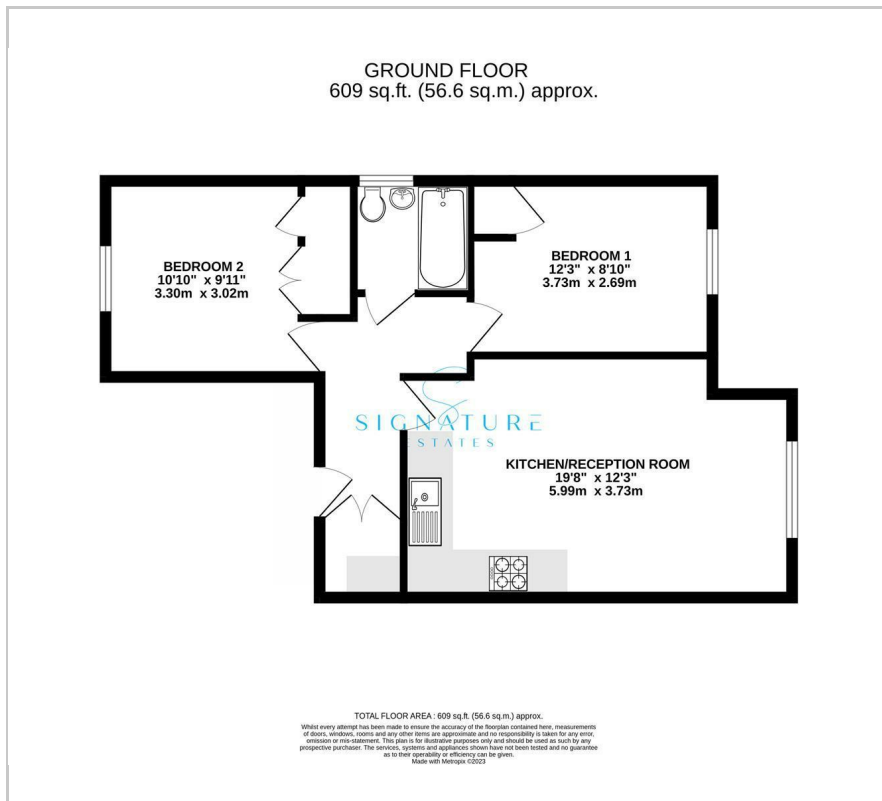 GROUND FLOOR
609 sq.ft. (56.6 sq.m.) approx.
BEDROOM 2
10'10" x 9'11"
3.30m x 3.02m
BEDROOM 1
12'3" x 8'10"
3.73m x 2.69m
SIGNATURE
ESTATES
KITCHEN/RECEPTION ROOM
19'8" x 12'3"
5.99m x 3.73m
TOTAL FLOOR AREA : 609 sq.ft. (56.6 sq.m.) approx.
Whilst every attempt has been made to ensure the accuracy of the floorplan contained here, measurements
of doors, windows, rooms and any other items are approximate and no responsibility is taken for any error,
omission or mis-statement. This plan is for illustrative purposes only and should be used as such by any
prospective purchaser. The services, systems and appliances shown have not been tested and no guarantee
as to their operability or efficiency can be given.
Made with Metropix ©2023